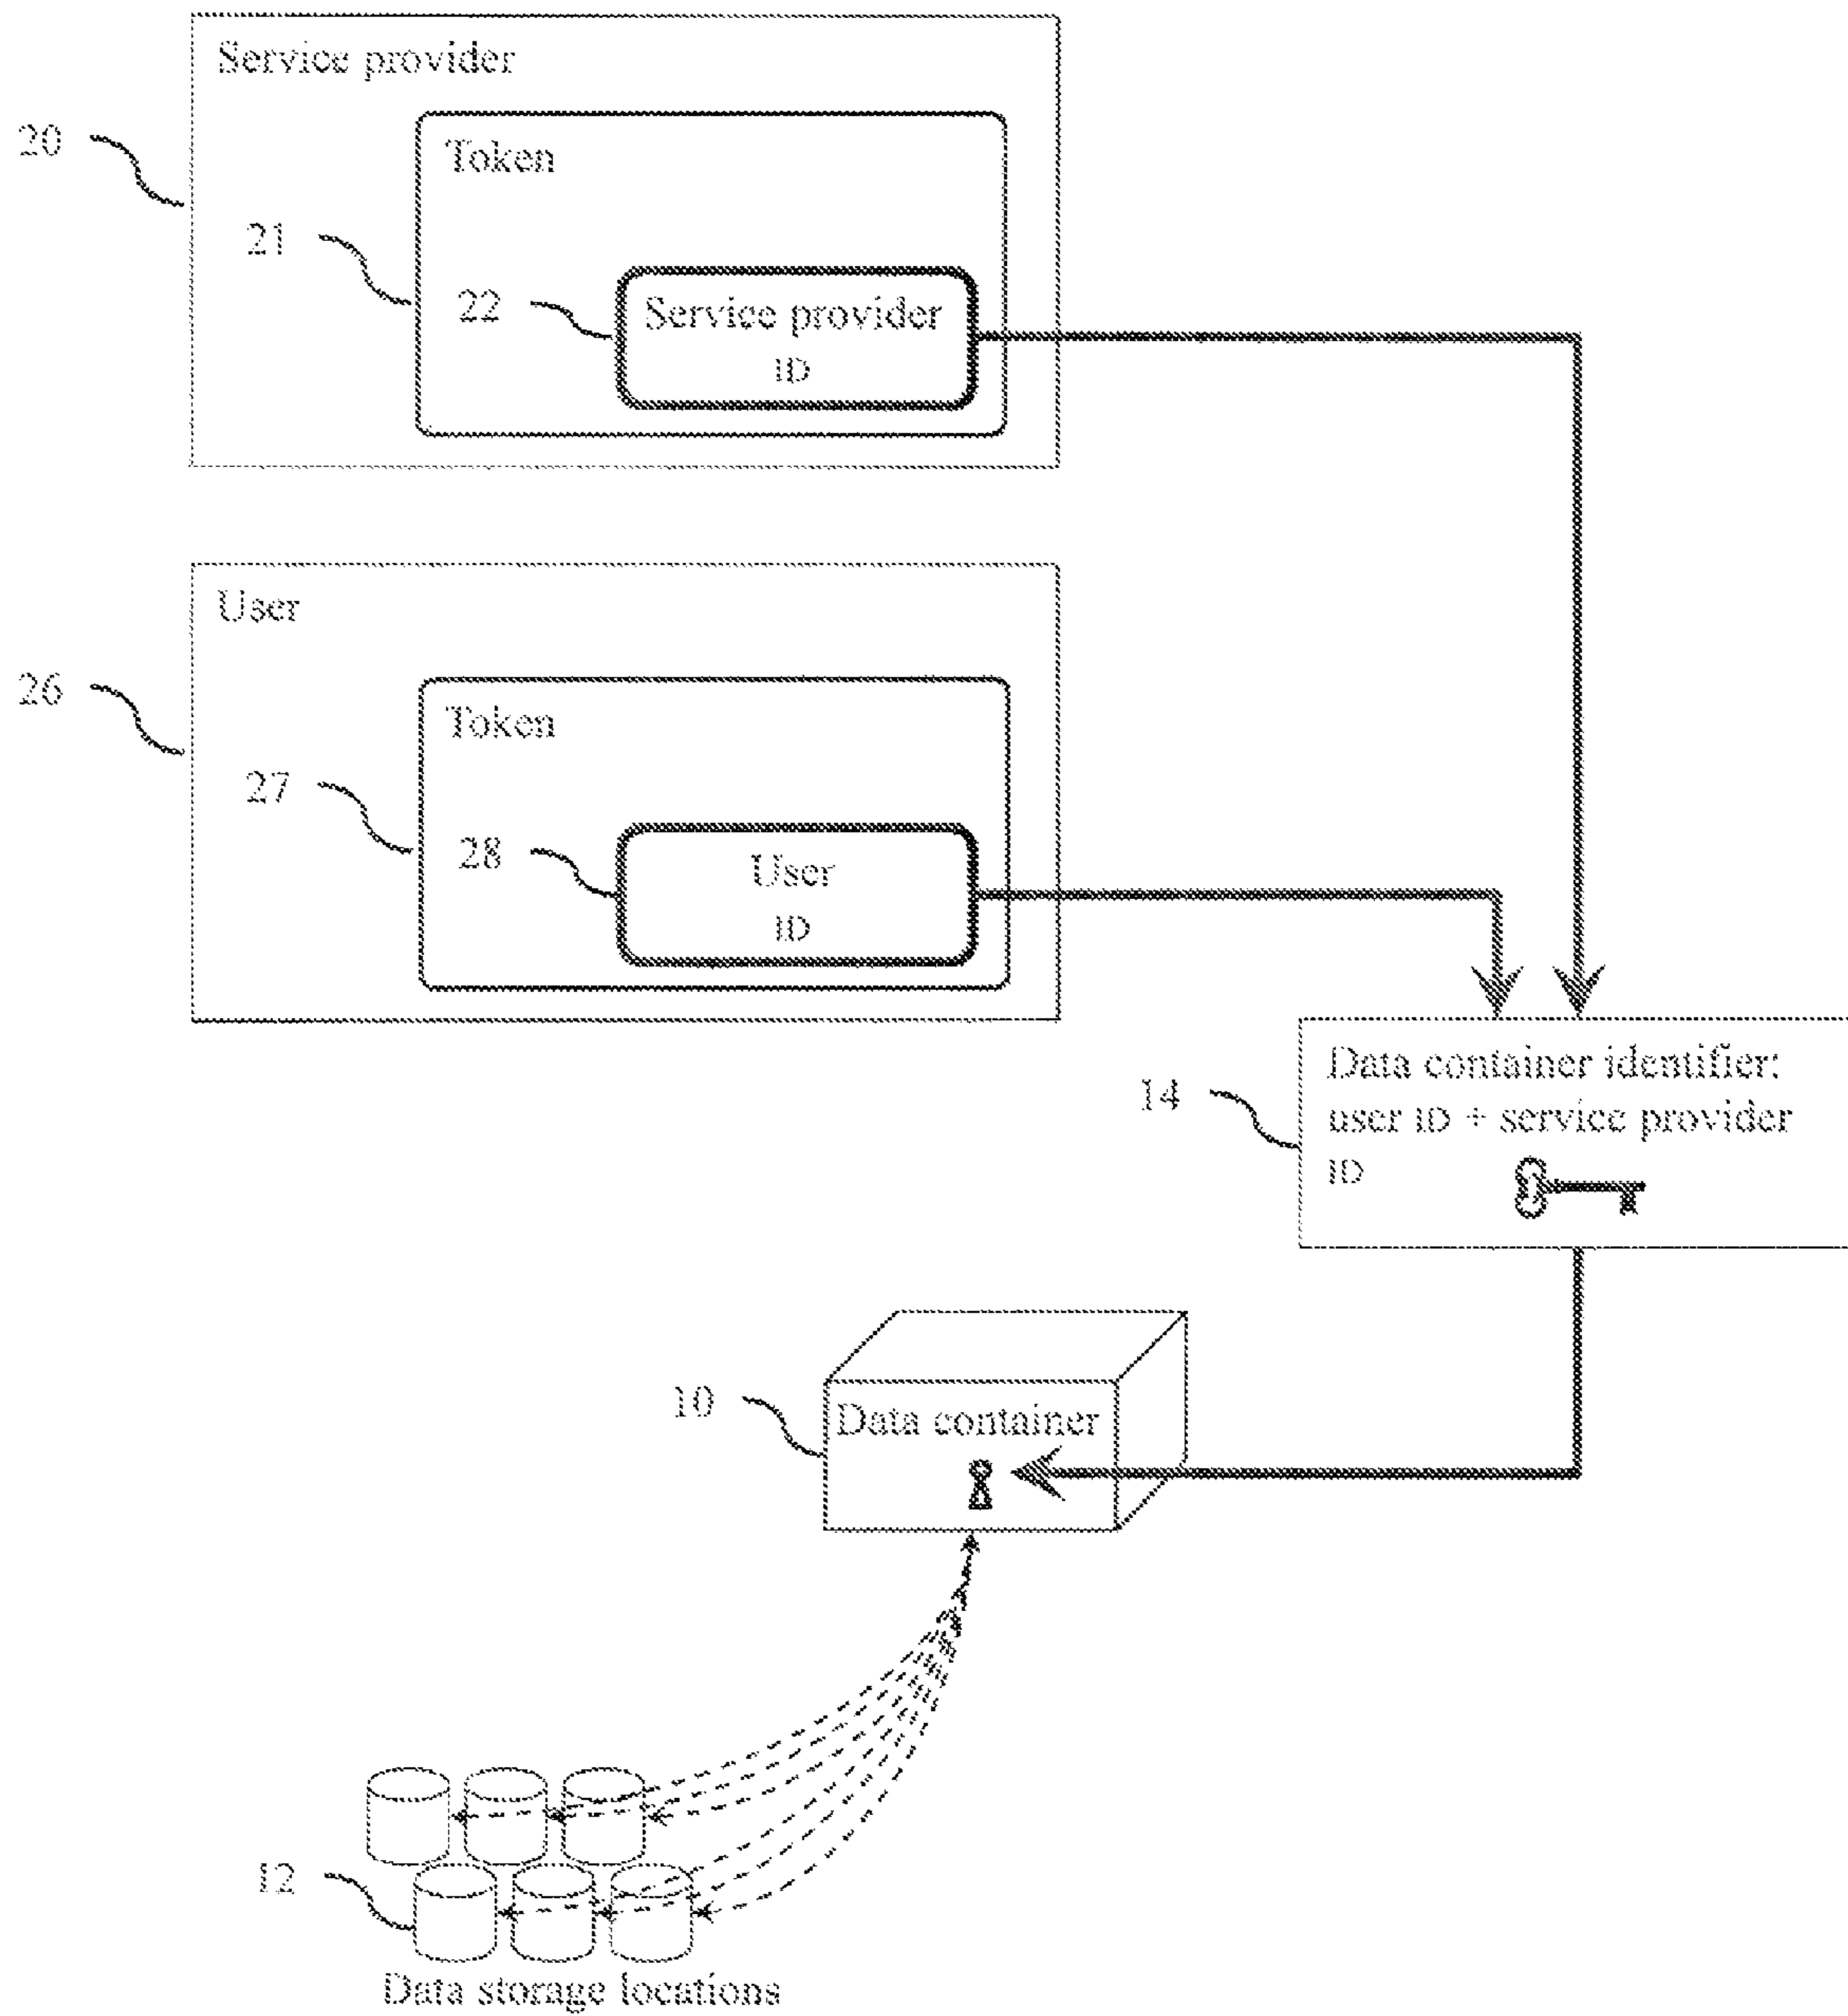 Service provider
20
Token
21
22
Service provider
ID
User
26
Token
27
28
User
ID
Data container identifier:
user ID + service provider
ID
14
10
Data container
12
Data storage locations